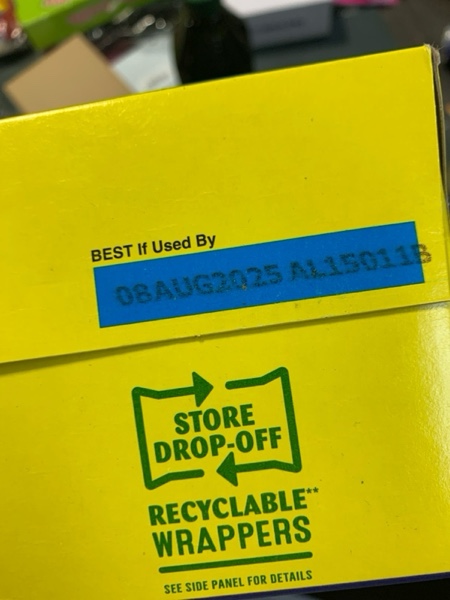 BEST If Used By
08AUG2025 AL15011B
STORE
DROP-OFF
RECYCLABLE**
WRAPPERS
SEE SIDE PANEL FOR DETAILS